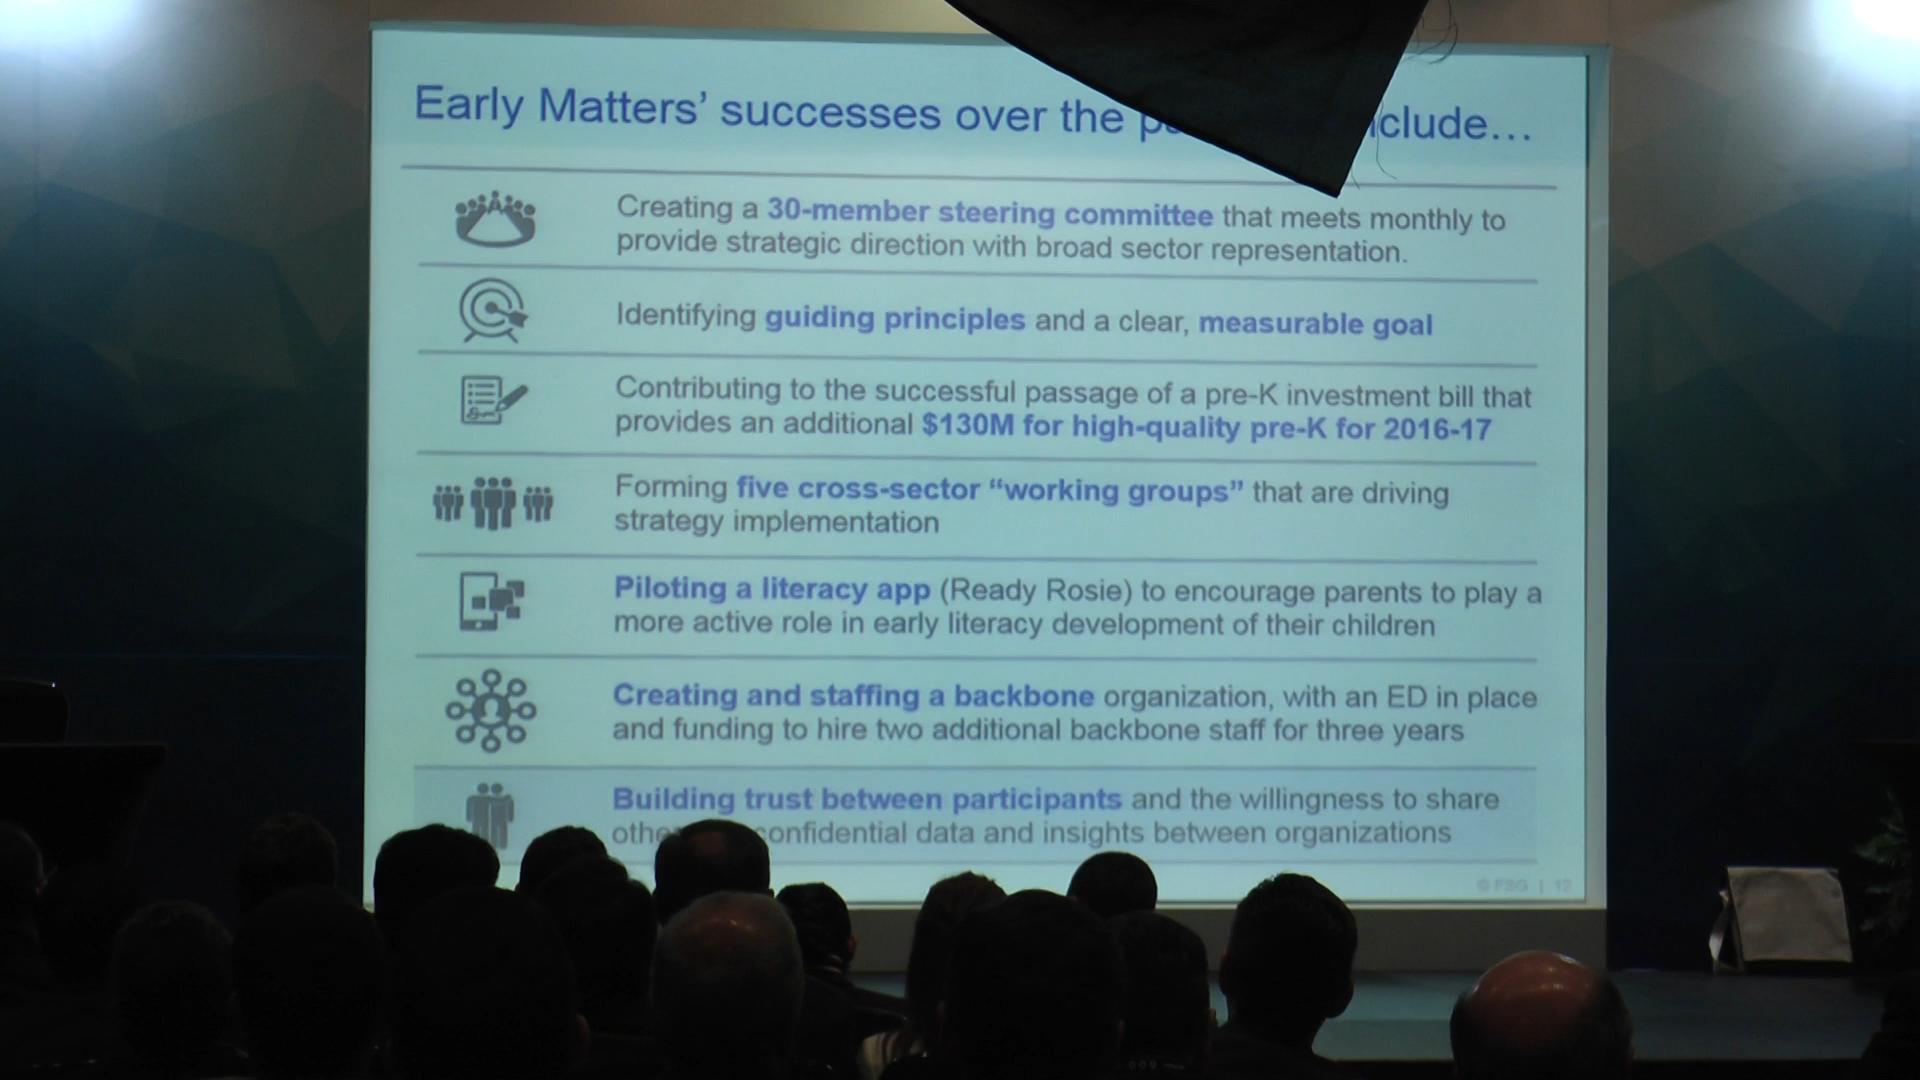 Early Matters' successes over the clude...
Creating a 30-member steering committee that meets monthly to
provide strategic direction with broad sector representation.
Identifying guiding principles and a clear, measurable goal
Contributing to the successful passage of a pre-K investment bill that
provides an additional $130M for high-quality pre-K for 2016-17
Forming five cross-sector “working groups” that are driving
strategy implementation
Piloting a literacy app (Ready Rosie) to encourage parents to play a
more active role in early literacy development of their children
Creating and staffing a backbone organization, with an ED in place
and funding to hire two additional backbone staff for three years
Building trust between participants and the willingness to share
confidential data and insights between organizations
© FSG | 12